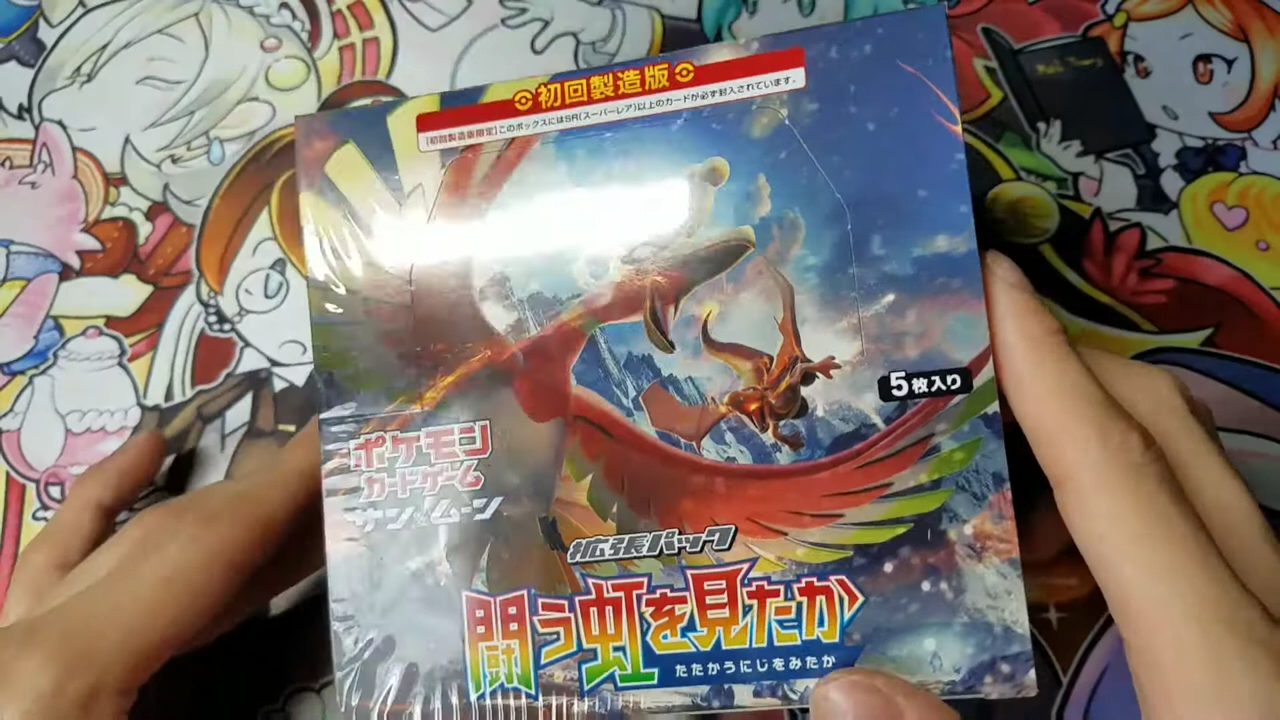 初回製造版
【初回製造版限定】このボックスにはSR(スーパーレア)以上のカードが必ず封入されています。
5枚入り
ポケモン
カードゲーム
サン&ムーン
拡張パック
闘う虹を見たか
たたかうにじをみたか